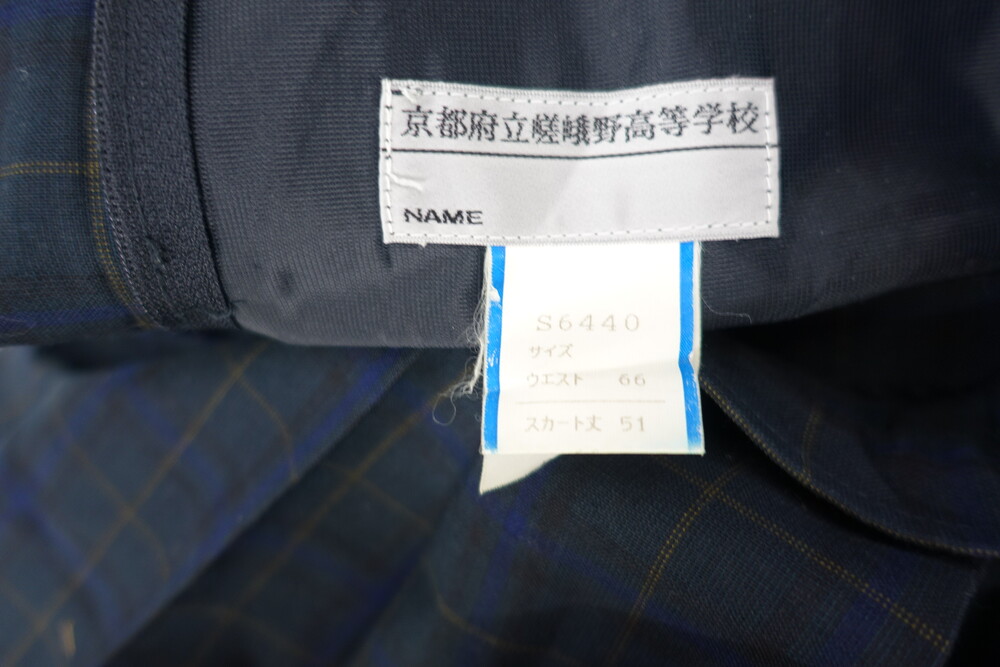 京都府立嵯峨野高等学校
NAME
S6440
サイズ
ウエスト 66
スカート丈 51